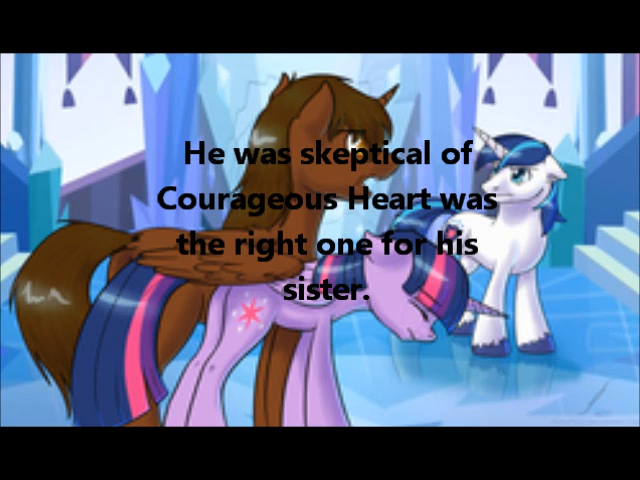 He was skeptical of
Courageous Heart was
the right one for his
sister.